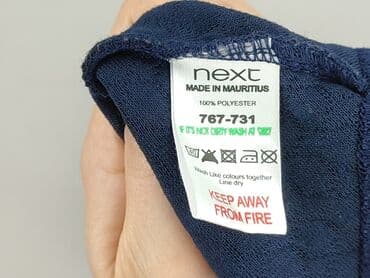 next
MADE IN MAURITIUS
100% POLYESTER
767-731
IF IT'S NOT DIRTY WASH AT
Wash Like colours together
Line dry
KEEP AWAY
FROM FIRE